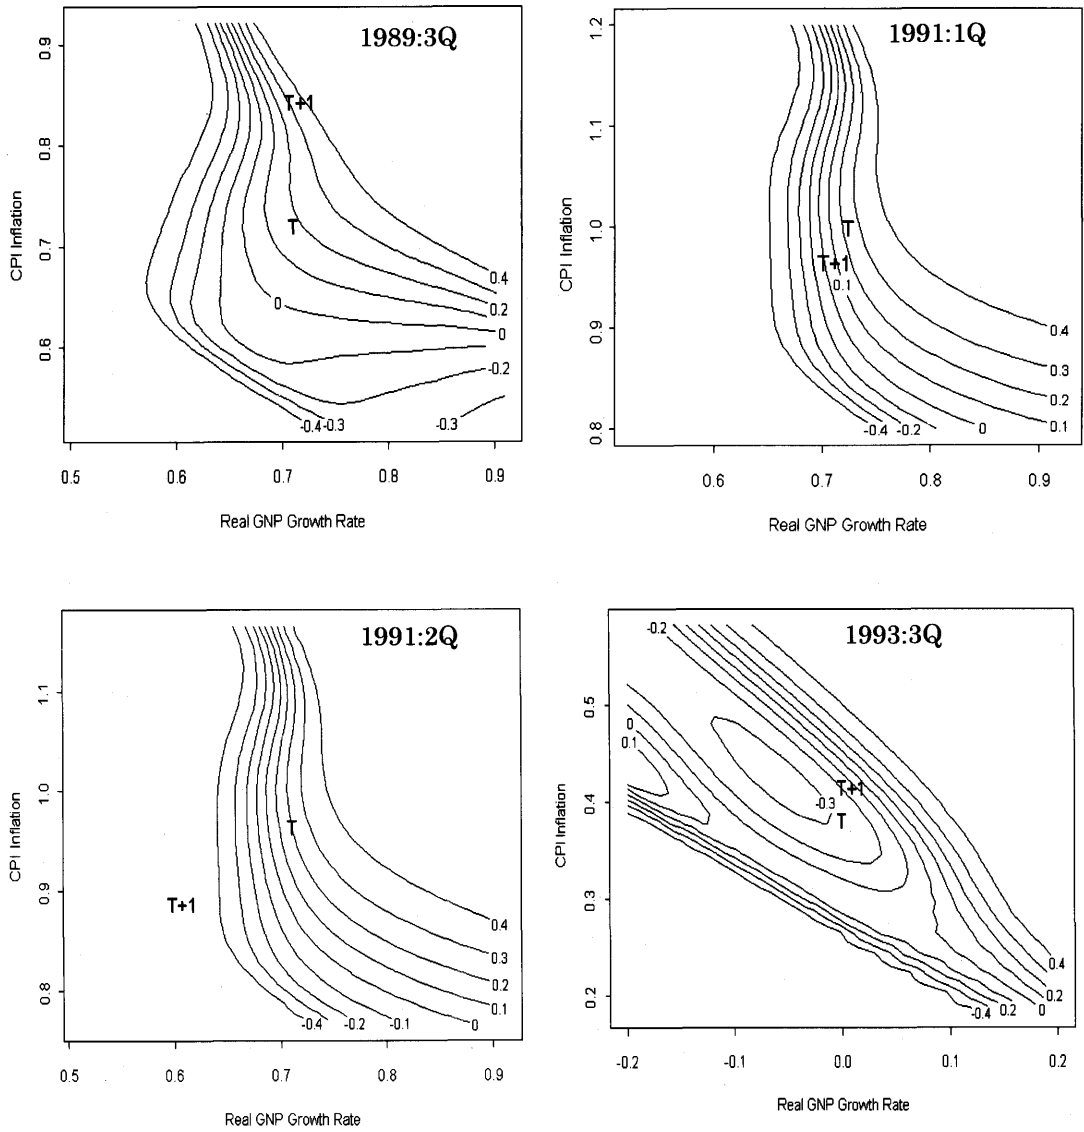 1989:3Q
CPI Inflation
0.9
0.8
0.7
0.6
T+1
T
0
0.4
0.2
0
-0.2
-0.3
-0.4
-0.3
0.5 0.6 0.7 0.8 0.9
Real GNP Growth Rate
1991:1Q
CPI Inflation
1.2
1.1
1.0
0.9
0.8
T
T+1
0.1
0.4
0.3
0.2
0.1
-0.4
-0.2
0
0.6 0.7 0.8 0.9
Real GNP Growth Rate
1991:2Q
CPI Inflation
1.1
1.0
0.9
0.8
T
T+1
0.4
0.3
0.2
0.1
-0.4
-0.2
-0.1
0
0.5 0.6 0.7 0.8 0.9
Real GNP Growth Rate
1993:3Q
CPI Inflation
0.5
0.4
0.3
0.2
-0.2
0
0.1
T+1
-0.3
T
0.4
0.2
-0.4
0.2
0
-0.2 -0.1 0.0 0.1 0.2
Real GNP Growth Rate